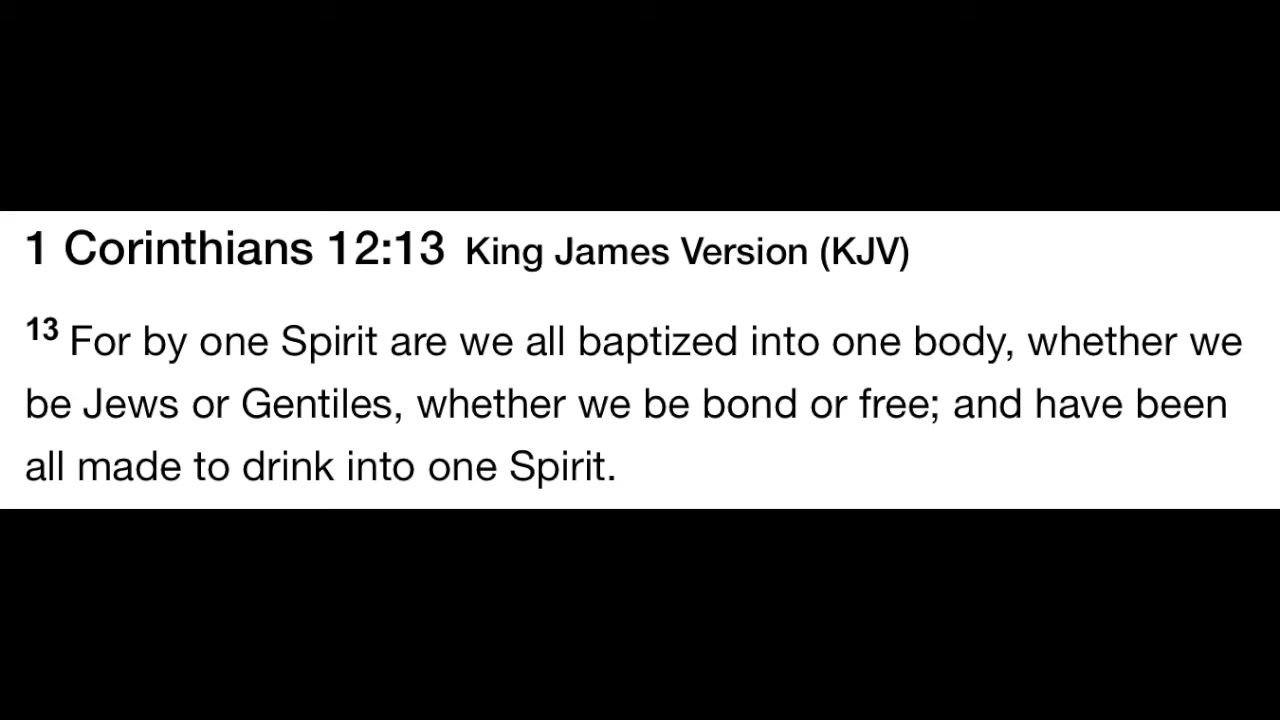 1 Corinthians 12:13 King James Version (KJV)
13 For by one Spirit are we all baptized into one body, whether we
be Jews or Gentiles, whether we be bond or free; and have been
all made to drink into one Spirit.